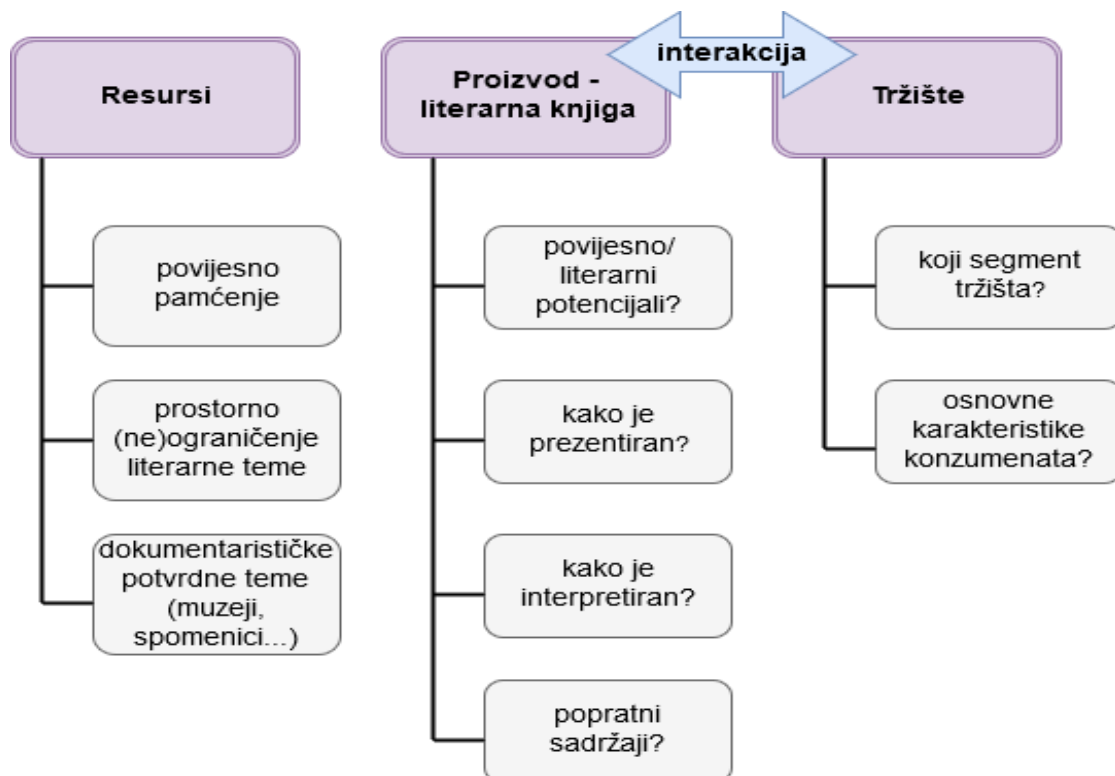 Resursi
povijesno
pamćenje
prostorno
(ne)ograničenje
literarne teme
dokumentarističke
potvrdne teme
(muzeji,
spomenici...)
Proizvod -
literarna knjiga
povijesno/
literarni
potencijali?
kako je
prezentiran?
kako je
interpretiran?
popratni
sadržaji?
interakcija
Tržište
koji segment
tržišta?
osnovne
karakteristike
konzumenata?